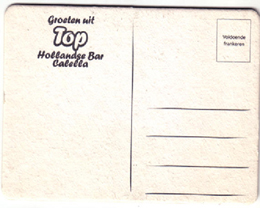 Groeten uit
Top
Hollandse Bar
Calella
Voldoende
frankeren